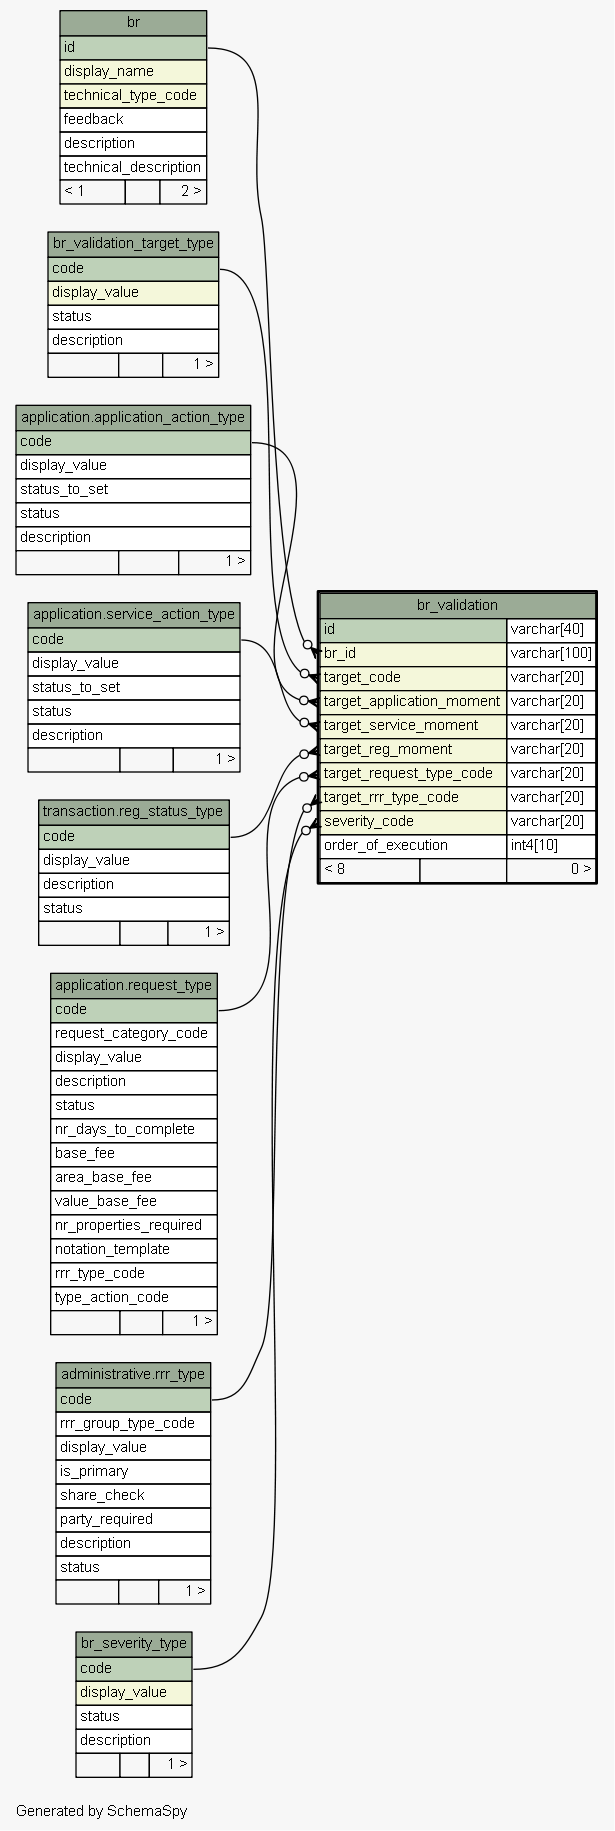 br
id
display_name
technical_type_code
feedback
description
technical_description
< 1 2 >
br_validation_target_type
code
display_value
status
description
1 >
application.application_action_type
code
display_value
status_to_set
status
description
1 >
application.service_action_type
code
display_value
status_to_set
status
description
1 >
transaction.reg_status_type
code
display_value
description
status
1 >
application.request_type
code
request_category_code
display_value
description
status
nr_days_to_complete
base_fee
area_base_fee
value_base_fee
nr_properties_required
notation_template
rrr_type_code
type_action_code
1 >
administrative.rrr_type
code
rrr_group_type_code
display_value
is_primary
share_check
party_required
description
status
1 >
br_severity_type
code
display_value
status
description
1 >
br_validation
id varchar[40]
br_id varchar[100]
target_code varchar[20]
target_application_moment varchar[20]
target_service_moment varchar[20]
target_reg_moment varchar[20]
target_request_type_code varchar[20]
target_rrr_type_code varchar[20]
severity_code varchar[20]
order_of_execution int4[10]
< 8 0 >
Generated by SchemaSpy